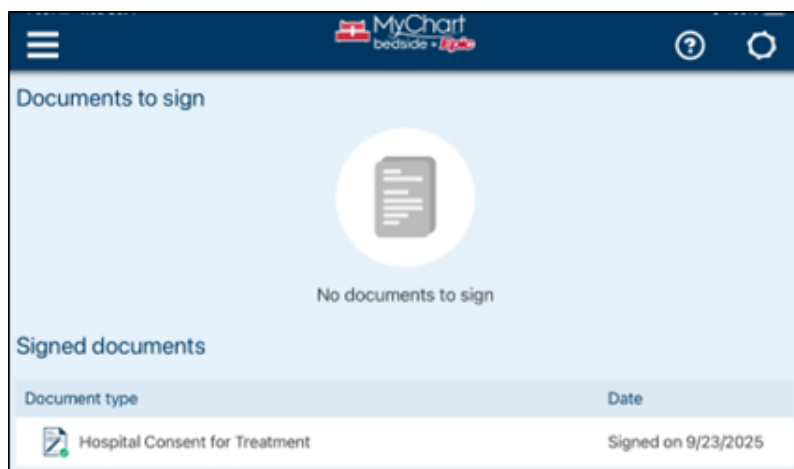 MyChart
bedside • Epic
Documents to sign
No documents to sign
Signed documents
Document type Date
Hospital Consent for Treatment Signed on 9/23/2025